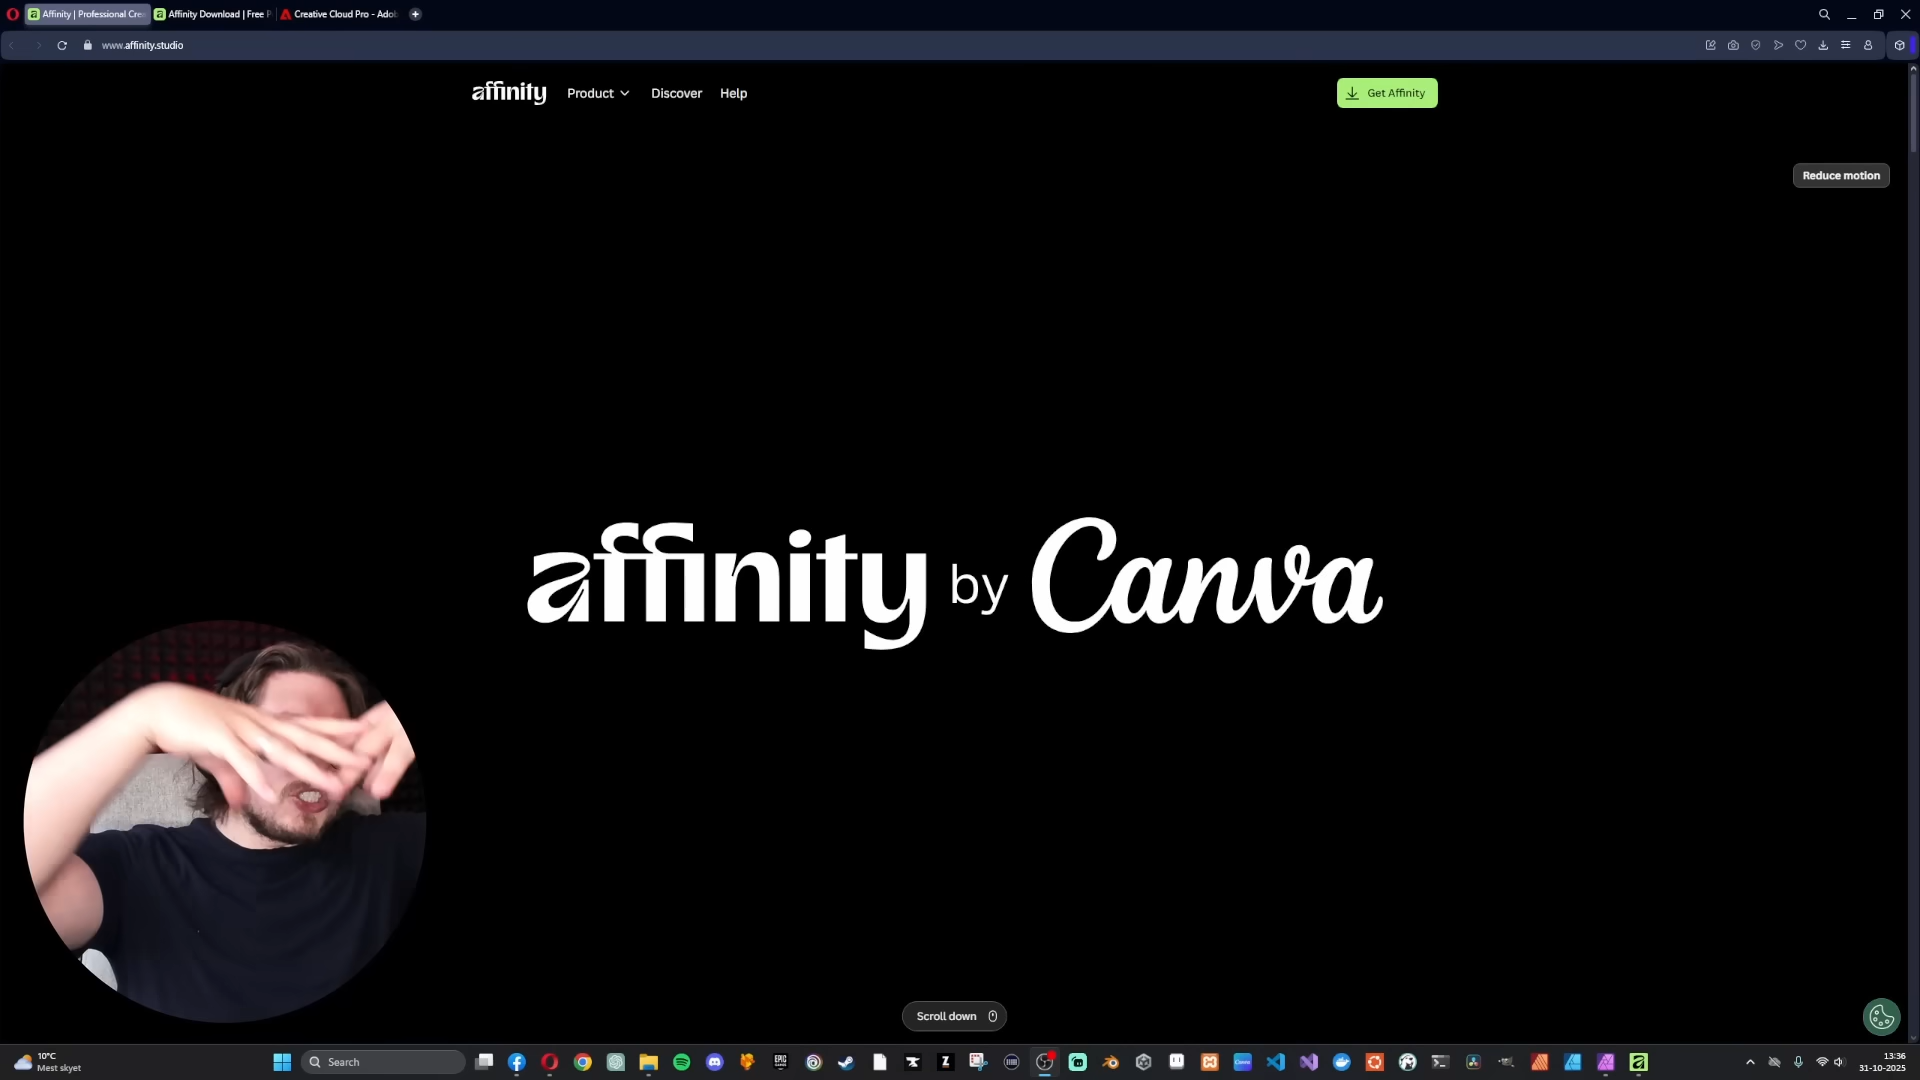 Affinity | Professional Crea
Affinity Download | Free P
Creative Cloud Pro - Adob
www.affinity.studio
affinity
Product
Discover
Help
Get Affinity
Reduce motion
affinity by Canva
Scroll down
10°C
Mest skyet
Search
13:36
31-10-2025